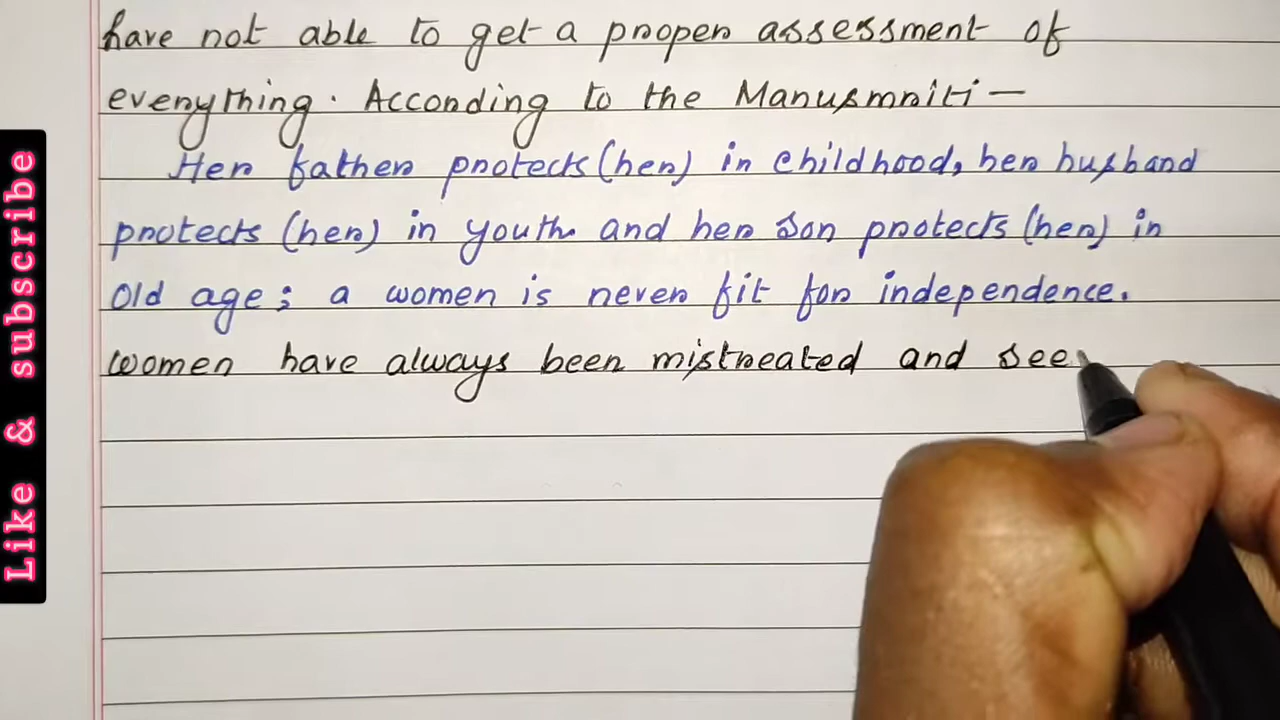 have not able to get a proper assessment of
everything. According to the Manusmriti —
Her father protects (her) in childhood, her husband
protects (her) in youth and her son protects (her) in
old age; a women is never fit for independence.
women have always been mistreated and see
Like & subscribe